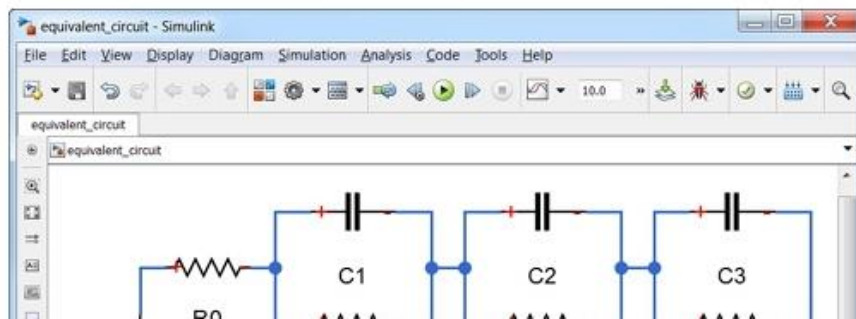 equivalent_circuit - Simulink
File Edit View Display Diagram Simulation Analysis Code Tools Help
10.0 »
equivalent_circuit
equivalent_circuit
C1 C2 C3
R0